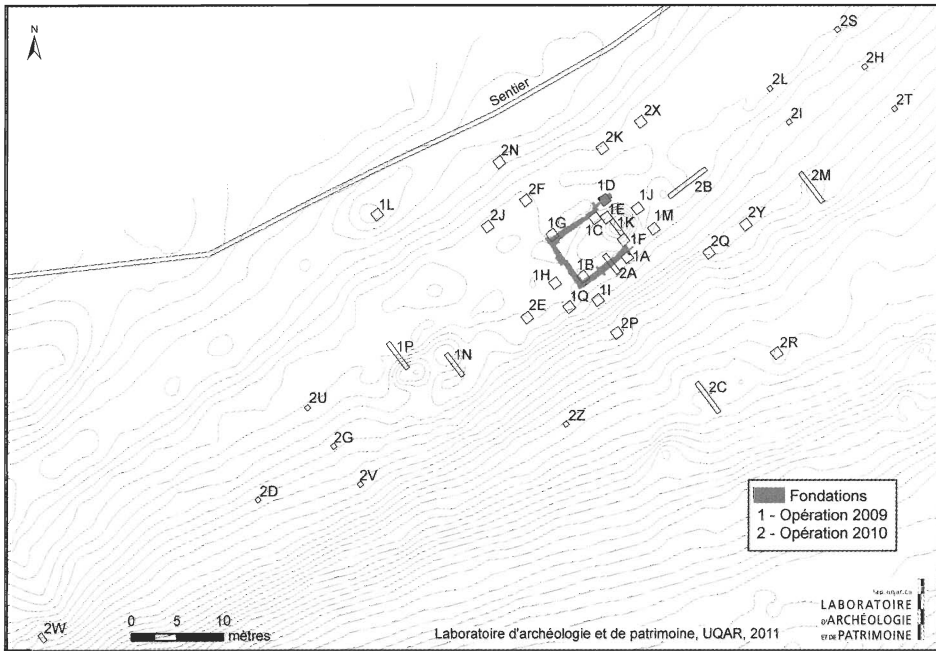 N
2S
2H
2L
2T
Sentier
2X
2I
2K
2N
2M
2B
1D
2F
1J
1L
1E
2J
1C
1K
1M
2Y
1G
1F
2Q
1A
1B
2A
1H
1I
1Q
2E
2P
1P
1N
2R
2C
2U
2Z
2G
2V
2D
Fondations
1 - Opération 2009
2 - Opération 2010
2W
0 5 10
mètres
Laboratoire d'archéologie et de patrimoine, UQAR, 2011
LABORATOIRE
D'ARCHÉOLOGIE
ET DE PATRIMOINE